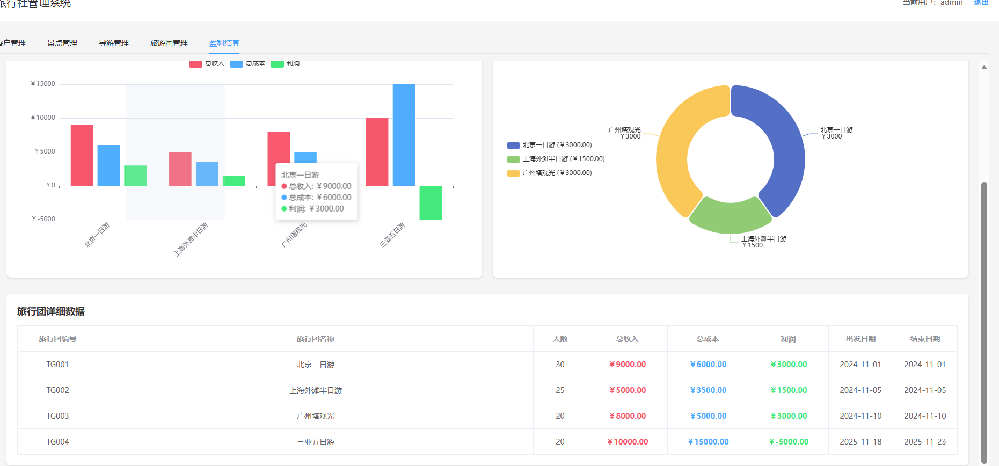 旅行社管理系统
当前用户：admin 退出
客户管理 景点管理 导游管理 旅游团管理 盈利结算
总收入 总成本 利润
￥15000
￥10000
￥5000
￥0
￥-5000
北京一日游
上海外滩半日游
广州塔观光
三亚五日游
北京一日游
总收入: ￥9000.00
总成本: ￥6000.00
利润: ￥3000.00
北京一日游 (￥3000.00)
上海外滩半日游 (￥1500.00)
广州塔观光 (￥3000.00)
广州塔观光
￥3000
北京一日游
￥3000
上海外滩半日游
￥1500
旅行团详细数据
旅行团编号 旅行团名称 人数 总收入 总成本 利润 出发日期 结束日期
TG001 北京一日游 30 ￥9000.00 ￥6000.00 ￥3000.00 2024-11-01 2024-11-01
TG002 上海外滩半日游 25 ￥5000.00 ￥3500.00 ￥1500.00 2024-11-05 2024-11-05
TG003 广州塔观光 20 ￥8000.00 ￥5000.00 ￥3000.00 2024-11-10 2024-11-10
TG004 三亚五日游 20 ￥10000.00 ￥15000.00 ￥-5000.00 2025-11-18 2025-11-23